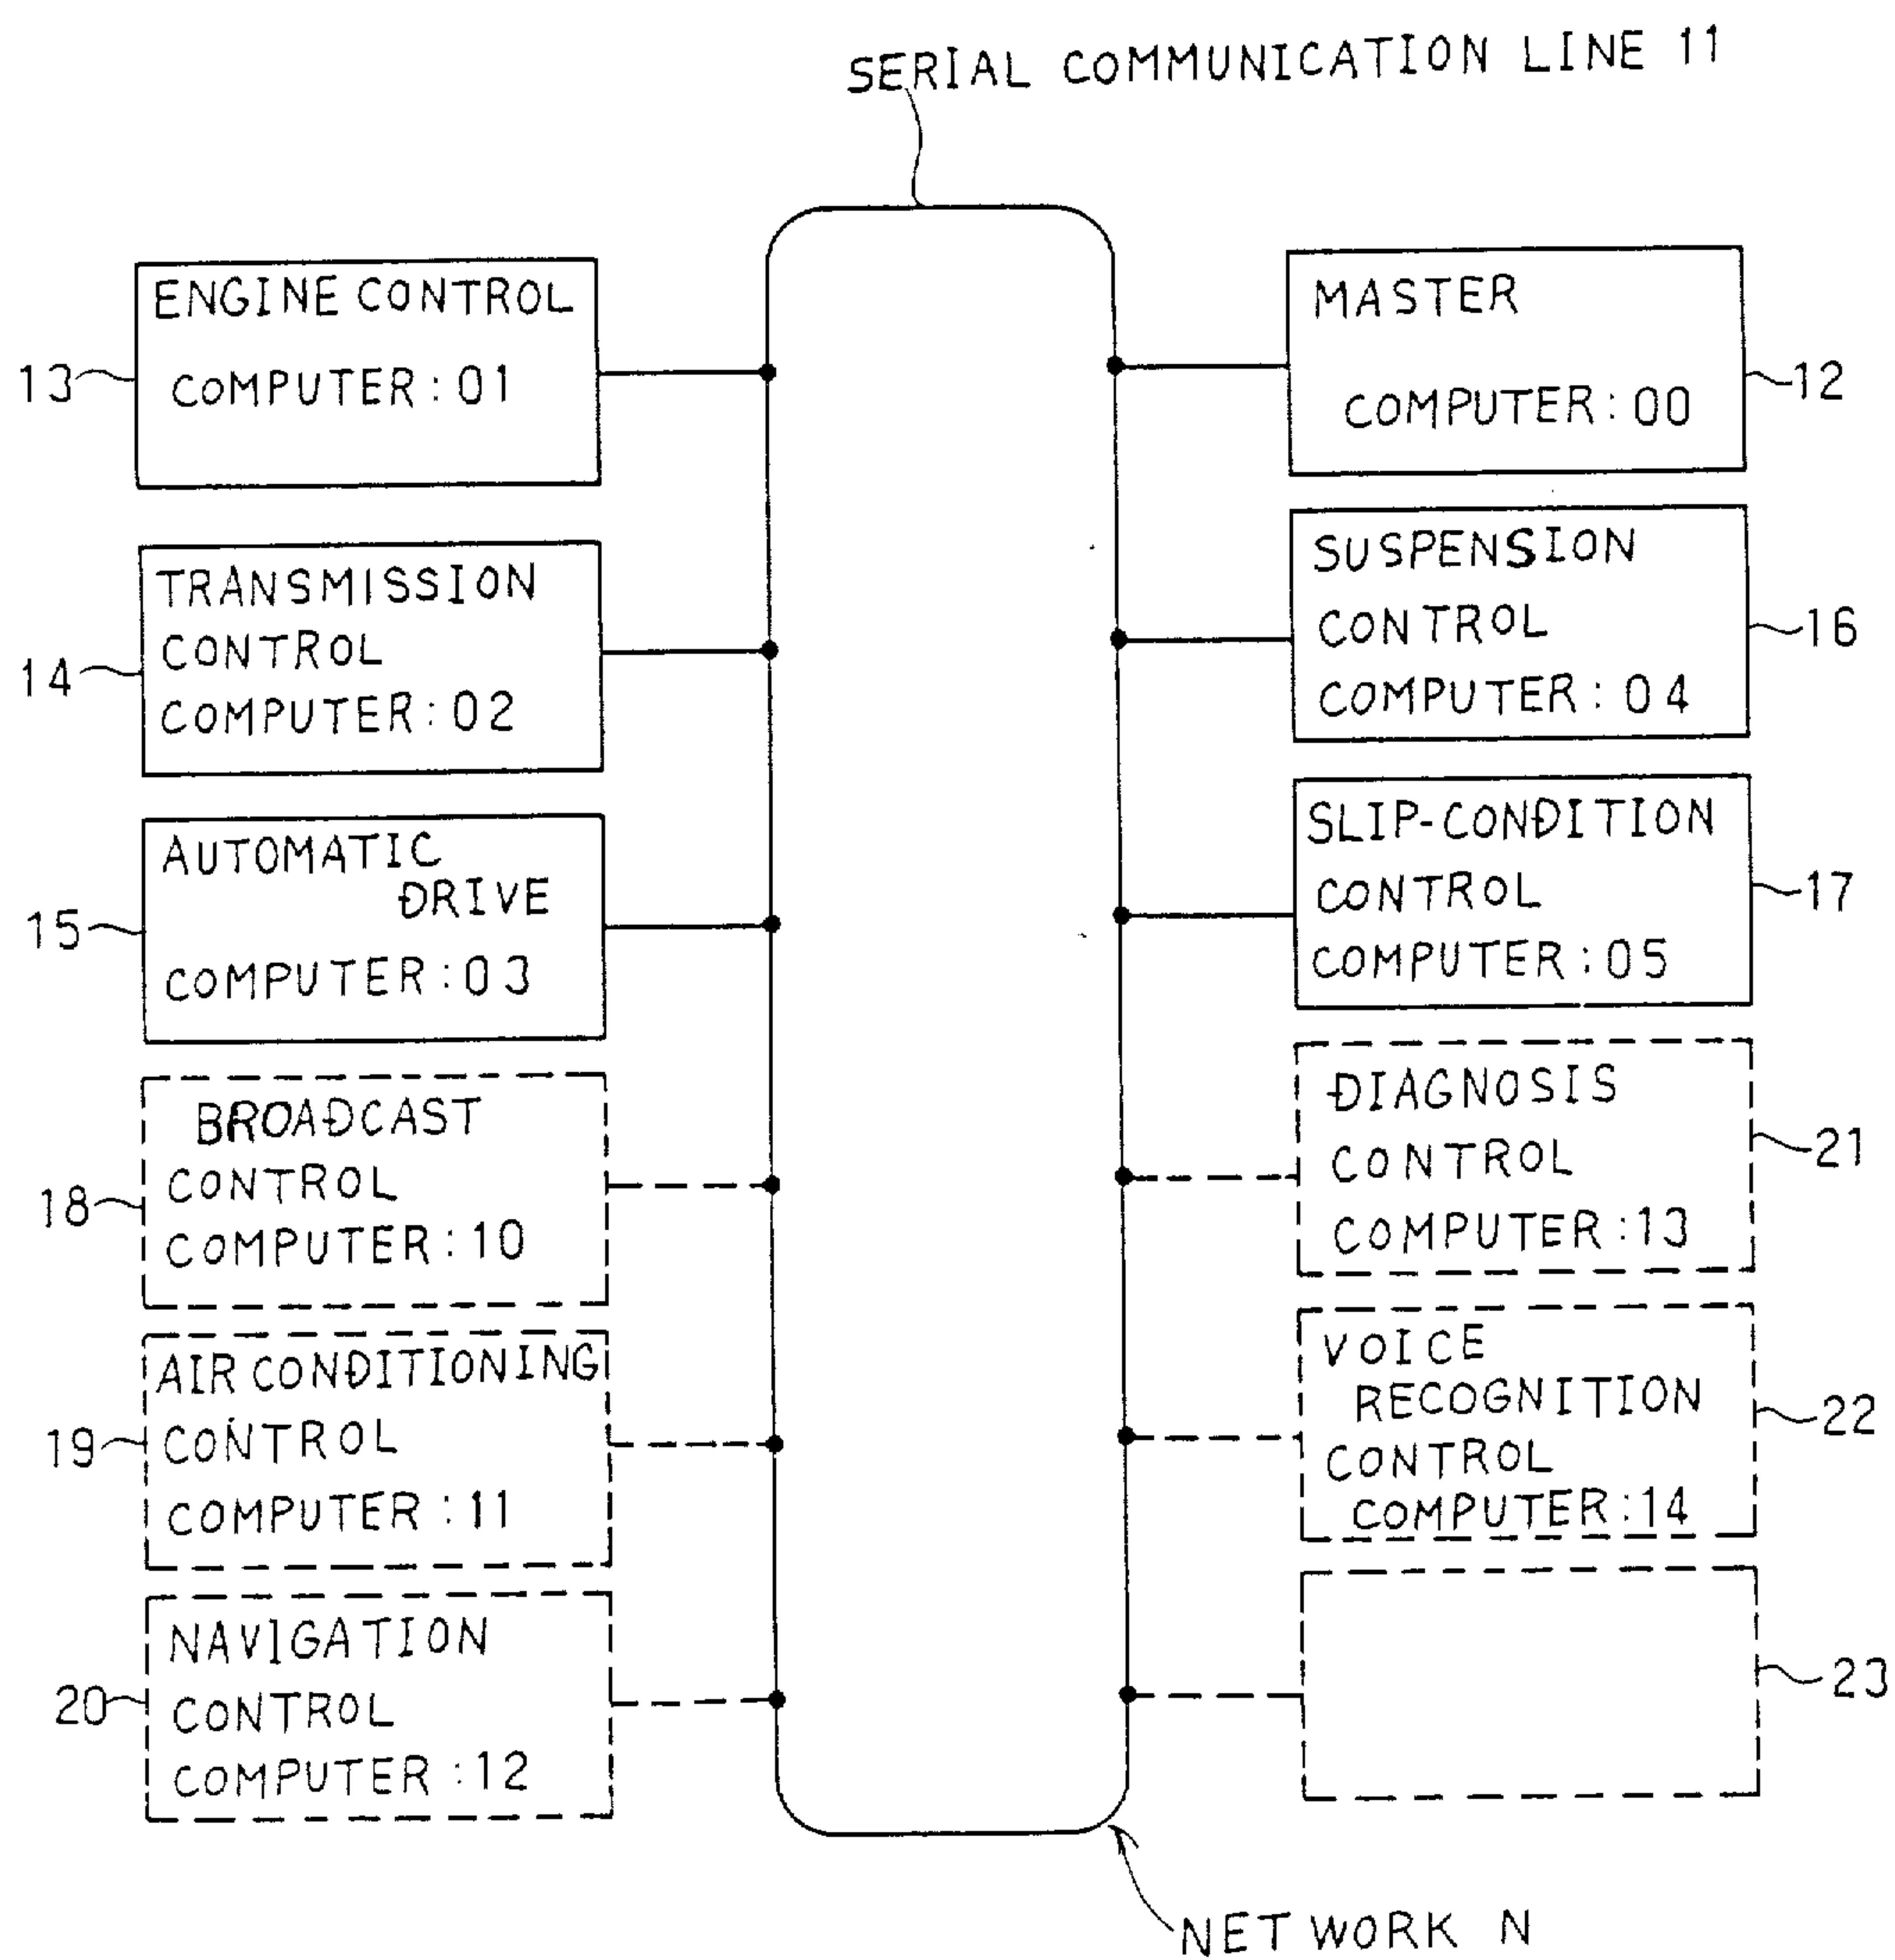 SERIAL COMMUNICATION LINE 11
ENGINE CONTROL
COMPUTER:01
13
TRANSMISSION
CONTROL
COMPUTER:02
14
AUTOMATIC
DRIVE
COMPUTER:03
15
BROADCAST
CONTROL
COMPUTER:10
18
AIR CONDITIONING
CONTROL
COMPUTER:11
19
NAVIGATION
CONTROL
COMPUTER:12
20
MASTER
COMPUTER:00
12
SUSPENSION
CONTROL
COMPUTER:04
16
SLIP-CONDITION
CONTROL
COMPUTER:05
17
DIAGNOSIS
CONTROL
COMPUTER:13
21
VOICE
RECOGNITION
CONTROL
COMPUTER:14
22
23
NETWORK N